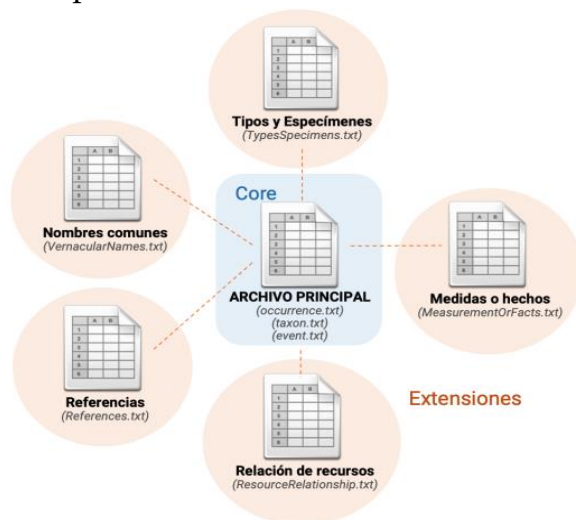 Tipos y Especímenes
(TypesSpecimens.txt)
Core
Nombres comunes
(VernacularNames.txt)
ARCHIVO PRINCIPAL
(occurrence.txt)
(taxon.txt)
(event.txt)
Medidas o hechos
(MeasurementOrFacts.txt)
Referencias
(References.txt)
Extensiones
Relación de recursos
(ResourceRelationship.txt)